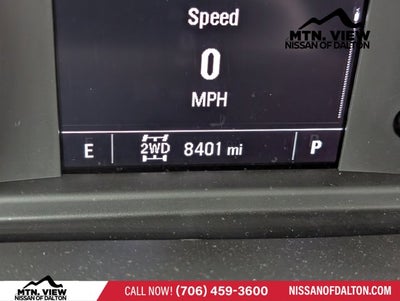 MTN. VIEW
NISSAN OF DALTON
Speed
0
MPH
E 2WD 8401 mi P
MTN. VIEW
NISSAN OF DALTON
CALL NOW! (706) 459-3600
NISSANOFDALTON.COM